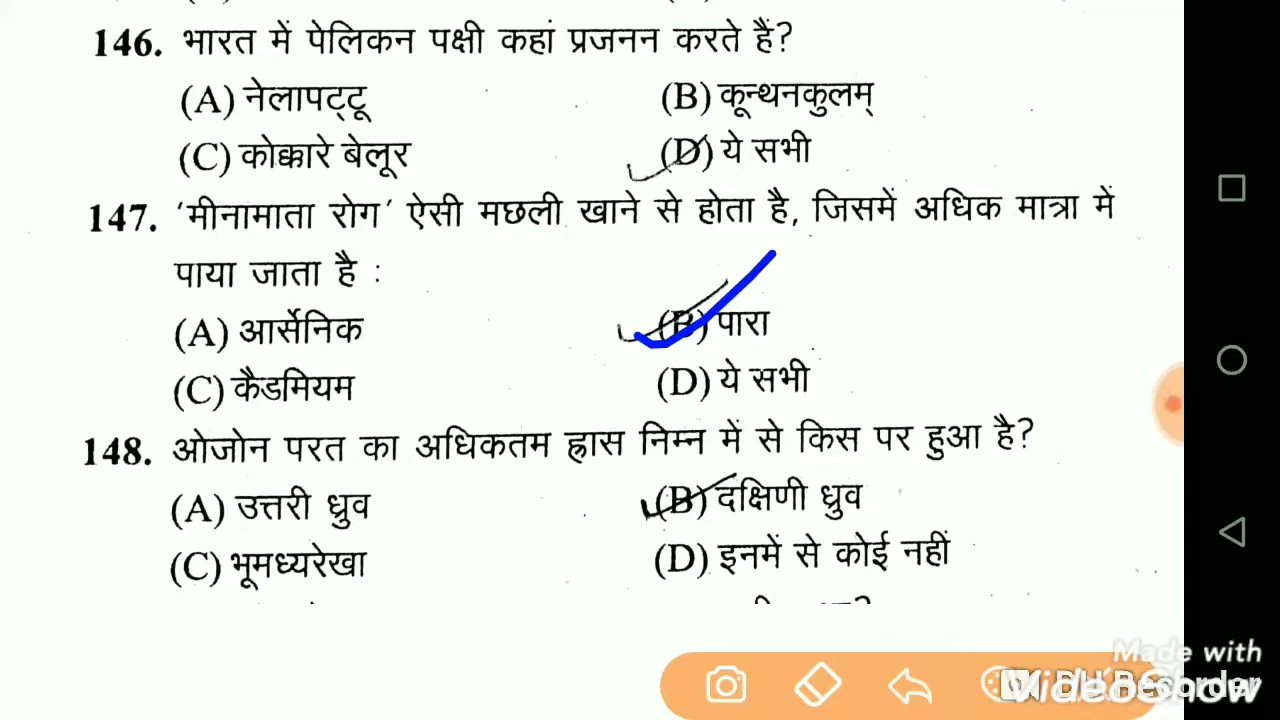 146. भारत में पेलिकन पक्षी कहां प्रजनन करते हैं?
(A) नेलापट्टू (B) कून्थनकुलम्
(C) कोक्कारे बेलूर (D) ये सभी
147. ‘मीनामाता रोग’ ऐसी मछली खाने से होता है, जिसमें अधिक मात्रा में
पाया जाता है :
(A) आर्सेनिक (B) पारा
(C) कैडमियम (D) ये सभी
148. ओजोन परत का अधिकतम ह्रास निम्न में से किस पर हुआ है?
(A) उत्तरी ध्रुव (B) दक्षिणी ध्रुव
(C) भूमध्यरेखा (D) इनमें से कोई नहीं
Made with
VideoShow